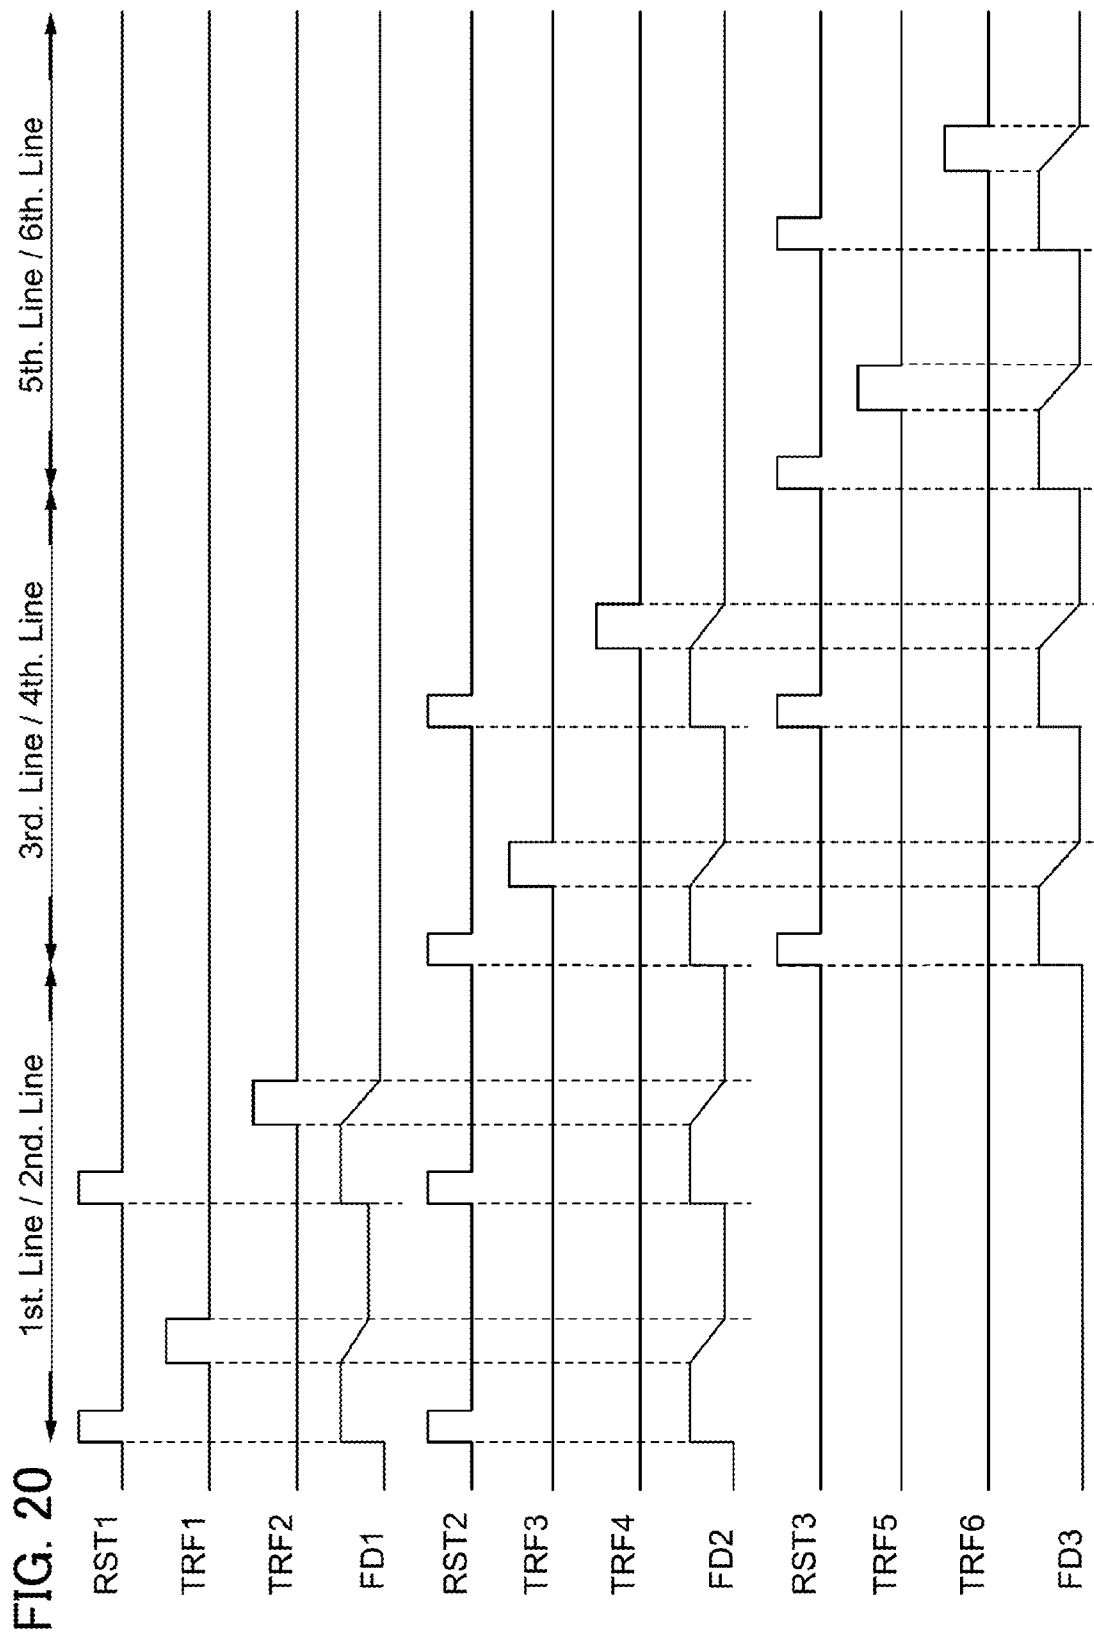 FIG. 20
1st. Line / 2nd. Line
3rd. Line / 4th. Line
5th. Line / 6th. Line
RST1
TRF1
TRF2
FD1
RST2
TRF3
TRF4
FD2
RST3
TRF5
TRF6
FD3